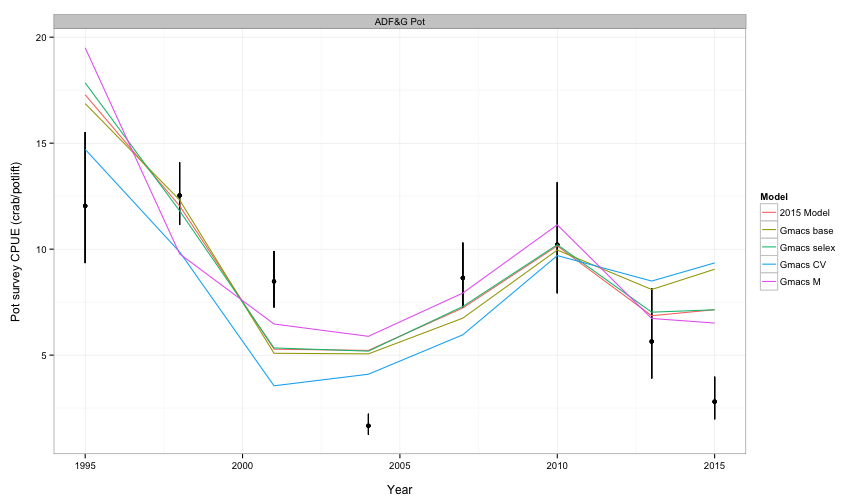 ADF&G Pot
Pot survey CPUE (crab/potlift)
20
15
10
5
1995
2000
2005
2010
2015
Year
Model
2015 Model
Gmacs base
Gmacs selex
Gmacs CV
Gmacs M